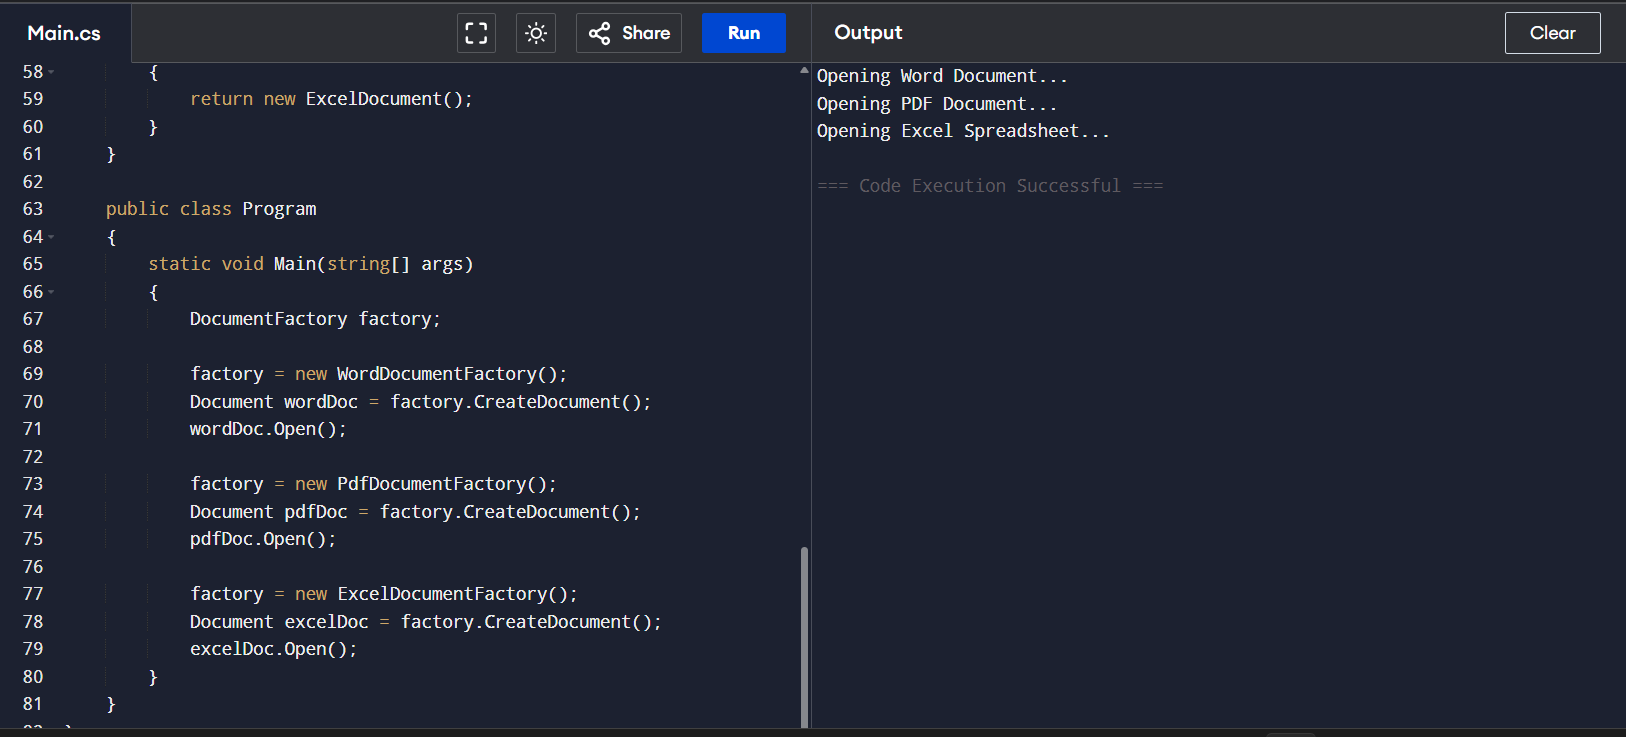 Main.cs
Share
Run
Output
Clear
58 {
59 return new ExcelDocument();
60 }
61 }
62
63 public class Program
64 {
65 static void Main(string[] args)
66 {
67 DocumentFactory factory;
68
69 factory = new WordDocumentFactory();
70 Document wordDoc = factory.CreateDocument();
71 wordDoc.Open();
72
73 factory = new PdfDocumentFactory();
74 Document pdfDoc = factory.CreateDocument();
75 pdfDoc.Open();
76
77 factory = new ExcelDocumentFactory();
78 Document excelDoc = factory.CreateDocument();
79 excelDoc.Open();
80 }
81 }
Opening Word Document...
Opening PDF Document...
Opening Excel Spreadsheet...
=== Code Execution Successful ===